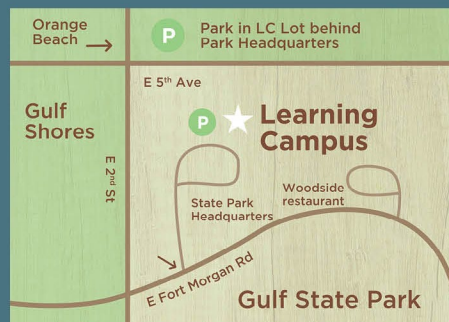 Orange
Beach
P
Park in LC Lot behind
Park Headquarters
E 5th Ave
Gulf
Shores
P
Learning
Campus
E 2nd St
State Park
Headquarters
Woodside
restaurant
E Fort Morgan Rd
Gulf State Park